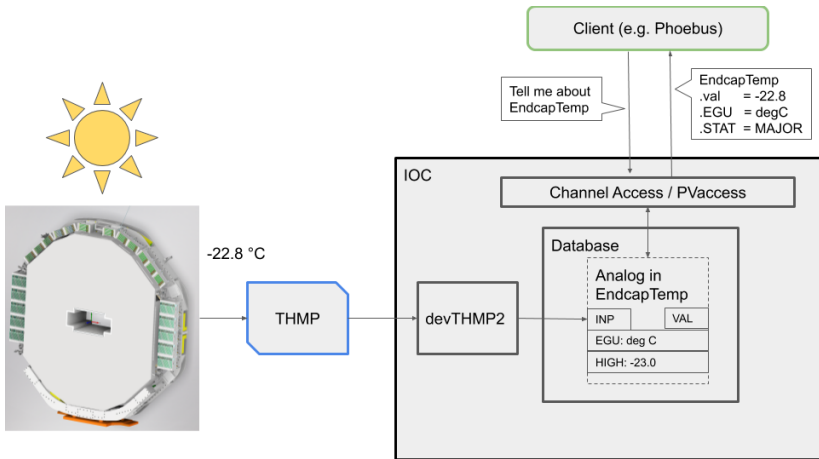 Client (e.g. Phoebus)
Tell me about
EndcapTemp
EndcapTemp
.val = -22.8
.EGU = degC
.STAT = MAJOR
IOC
Channel Access / PVaccess
-22.8 °C
Database
Analog in
EndcapTemp
THMP
devTHMP2
INP VAL
EGU: deg C
HIGH: -23.0